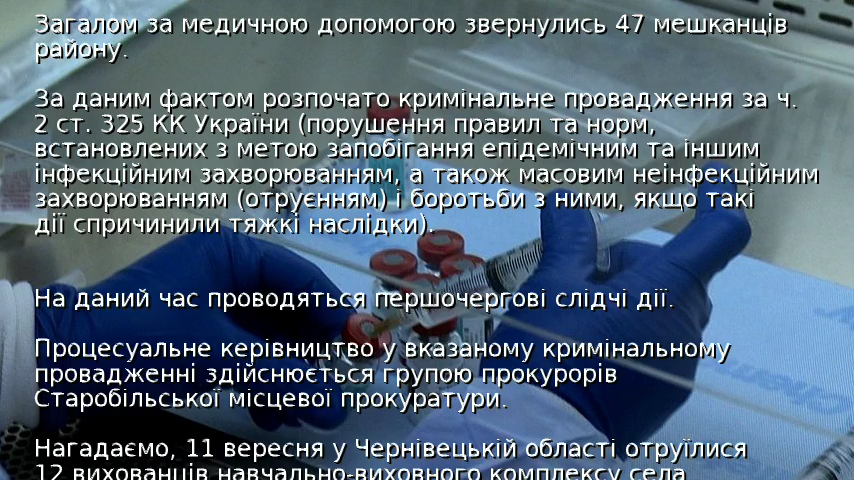 Загалом за медичною допомогою звернулись 47 мешканців
району.
За даним фактом розпочато кримінальне провадження за ч.
2 ст. 325 КК України (порушення правил та норм,
встановлених з метою запобігання епідемічним та іншим
інфекційним захворюванням, а також масовим неінфекційним
захворюванням (отруєнням) і боротьби з ними, якщо такі
дії спричинили тяжкі наслідки).
На даний час проводяться першочергові слідчі дії.
Процесуальне керівництво у вказаному кримінальному
провадженні здійснюється групою прокурорів
Старобільської місцевої прокуратури.
Нагадаємо, 11 вересня у Чернівецькій області отруїлися
12 вихованців навчально-виховного комплексу села